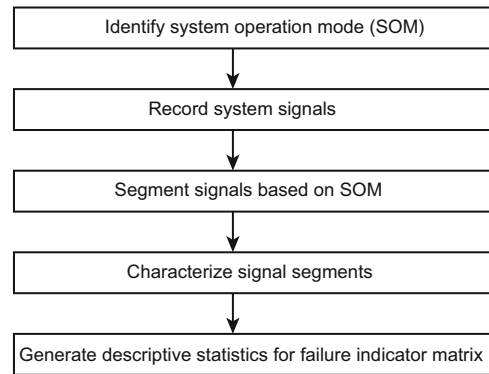 Identify system operation mode (SOM)
Record system signals
Segment signals based on SOM
Characterize signal segments
Generate descriptive statistics for failure indicator matrix